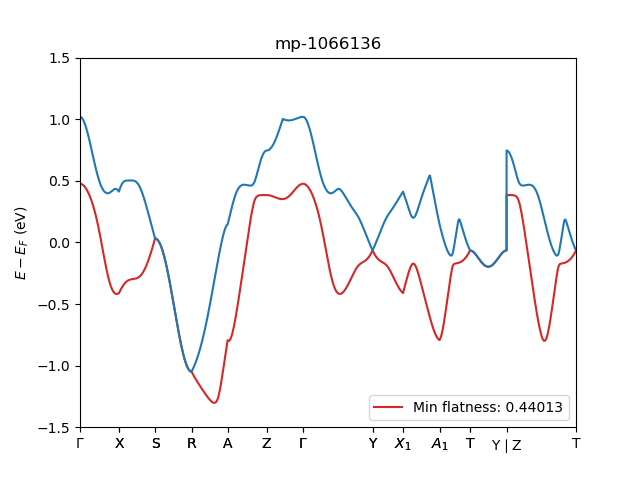 mp-1066136
E − E_F (eV)
1.5
1.0
0.5
0.0
−0.5
−1.0
−1.5
Min flatness: 0.44013
Γ X S R A Z Γ Y X₁ A₁ T Y | Z T